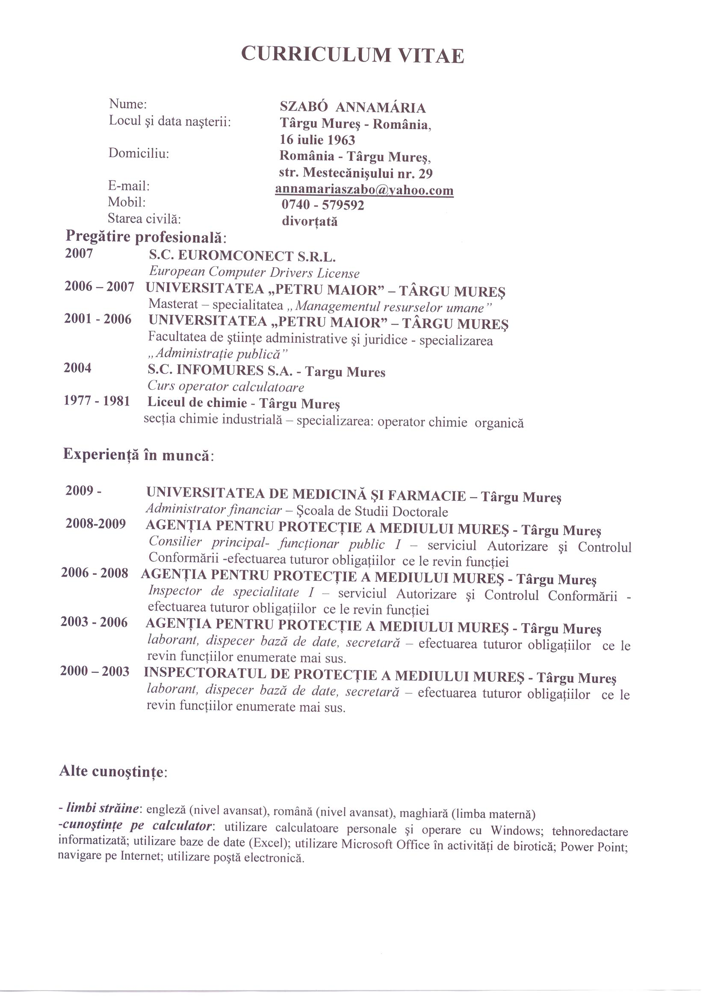 CURRICULUM VITAE
Nume: SZABÓ ANNAMÁRIA
Locul şi data naşterii: Târgu Mureş - România,
16 iulie 1963
Domiciliu: România - Târgu Mureş,
str. Mestecănişului nr. 29
E-mail: annamariaszabo@yahoo.com
Mobil: 0740 - 579592
Starea civilă: divorţată
Pregătire profesională:
2007 S.C. EUROMCONECT S.R.L.
European Computer Drivers License
2006 – 2007 UNIVERSITATEA „PETRU MAIOR” – TÂRGU MUREŞ
Masterat – specialitatea „Managementul resurselor umane”
2001 - 2006 UNIVERSITATEA „PETRU MAIOR” – TÂRGU MUREŞ
Facultatea de ştiinţe administrative şi juridice - specializarea
„Administraţie publică”
2004 S.C. INFOMURES S.A. - Targu Mures
Curs operator calculatoare
1977 - 1981 Liceul de chimie - Târgu Mureş
secţia chimie industrială – specializarea: operator chimie organică
Experienţă în muncă:
2009 - UNIVERSITATEA DE MEDICINĂ ŞI FARMACIE – Târgu Mureş
Administrator financiar – Şcoala de Studii Doctorale
2008-2009 AGENŢIA PENTRU PROTECŢIE A MEDIULUI MUREŞ - Târgu Mureş
Consilier principal- funcţionar public I – serviciul Autorizare şi Controlul
Conformării -efectuarea tuturor obligaţiilor ce le revin funcţiei
2006 - 2008 AGENŢIA PENTRU PROTECŢIE A MEDIULUI MUREŞ - Târgu Mureş
Inspector de specialitate I – serviciul Autorizare şi Controlul Conformării -
efectuarea tuturor obligaţiilor ce le revin funcţiei
2003 - 2006 AGENŢIA PENTRU PROTECŢIE A MEDIULUI MUREŞ - Târgu Mureş
laborant, dispecer bază de date, secretară – efectuarea tuturor obligaţiilor ce le
revin funcţiilor enumerate mai sus.
2000 – 2003 INSPECTORATUL DE PROTECŢIE A MEDIULUI MUREŞ - Târgu Mureş
laborant, dispecer bază de date, secretară – efectuarea tuturor obligaţiilor ce le
revin funcţiilor enumerate mai sus.
Alte cunoştinţe:
- limbi străine: engleză (nivel avansat), română (nivel avansat), maghiară (limba maternă)
-cunoştinţe pe calculator: utilizare calculatoare personale şi operare cu Windows; tehnoredactare
informatizată; utilizare baze de date (Excel); utilizare Microsoft Office în activităţi de birotică; Power Point;
navigare pe Internet; utilizare poştă electronică.